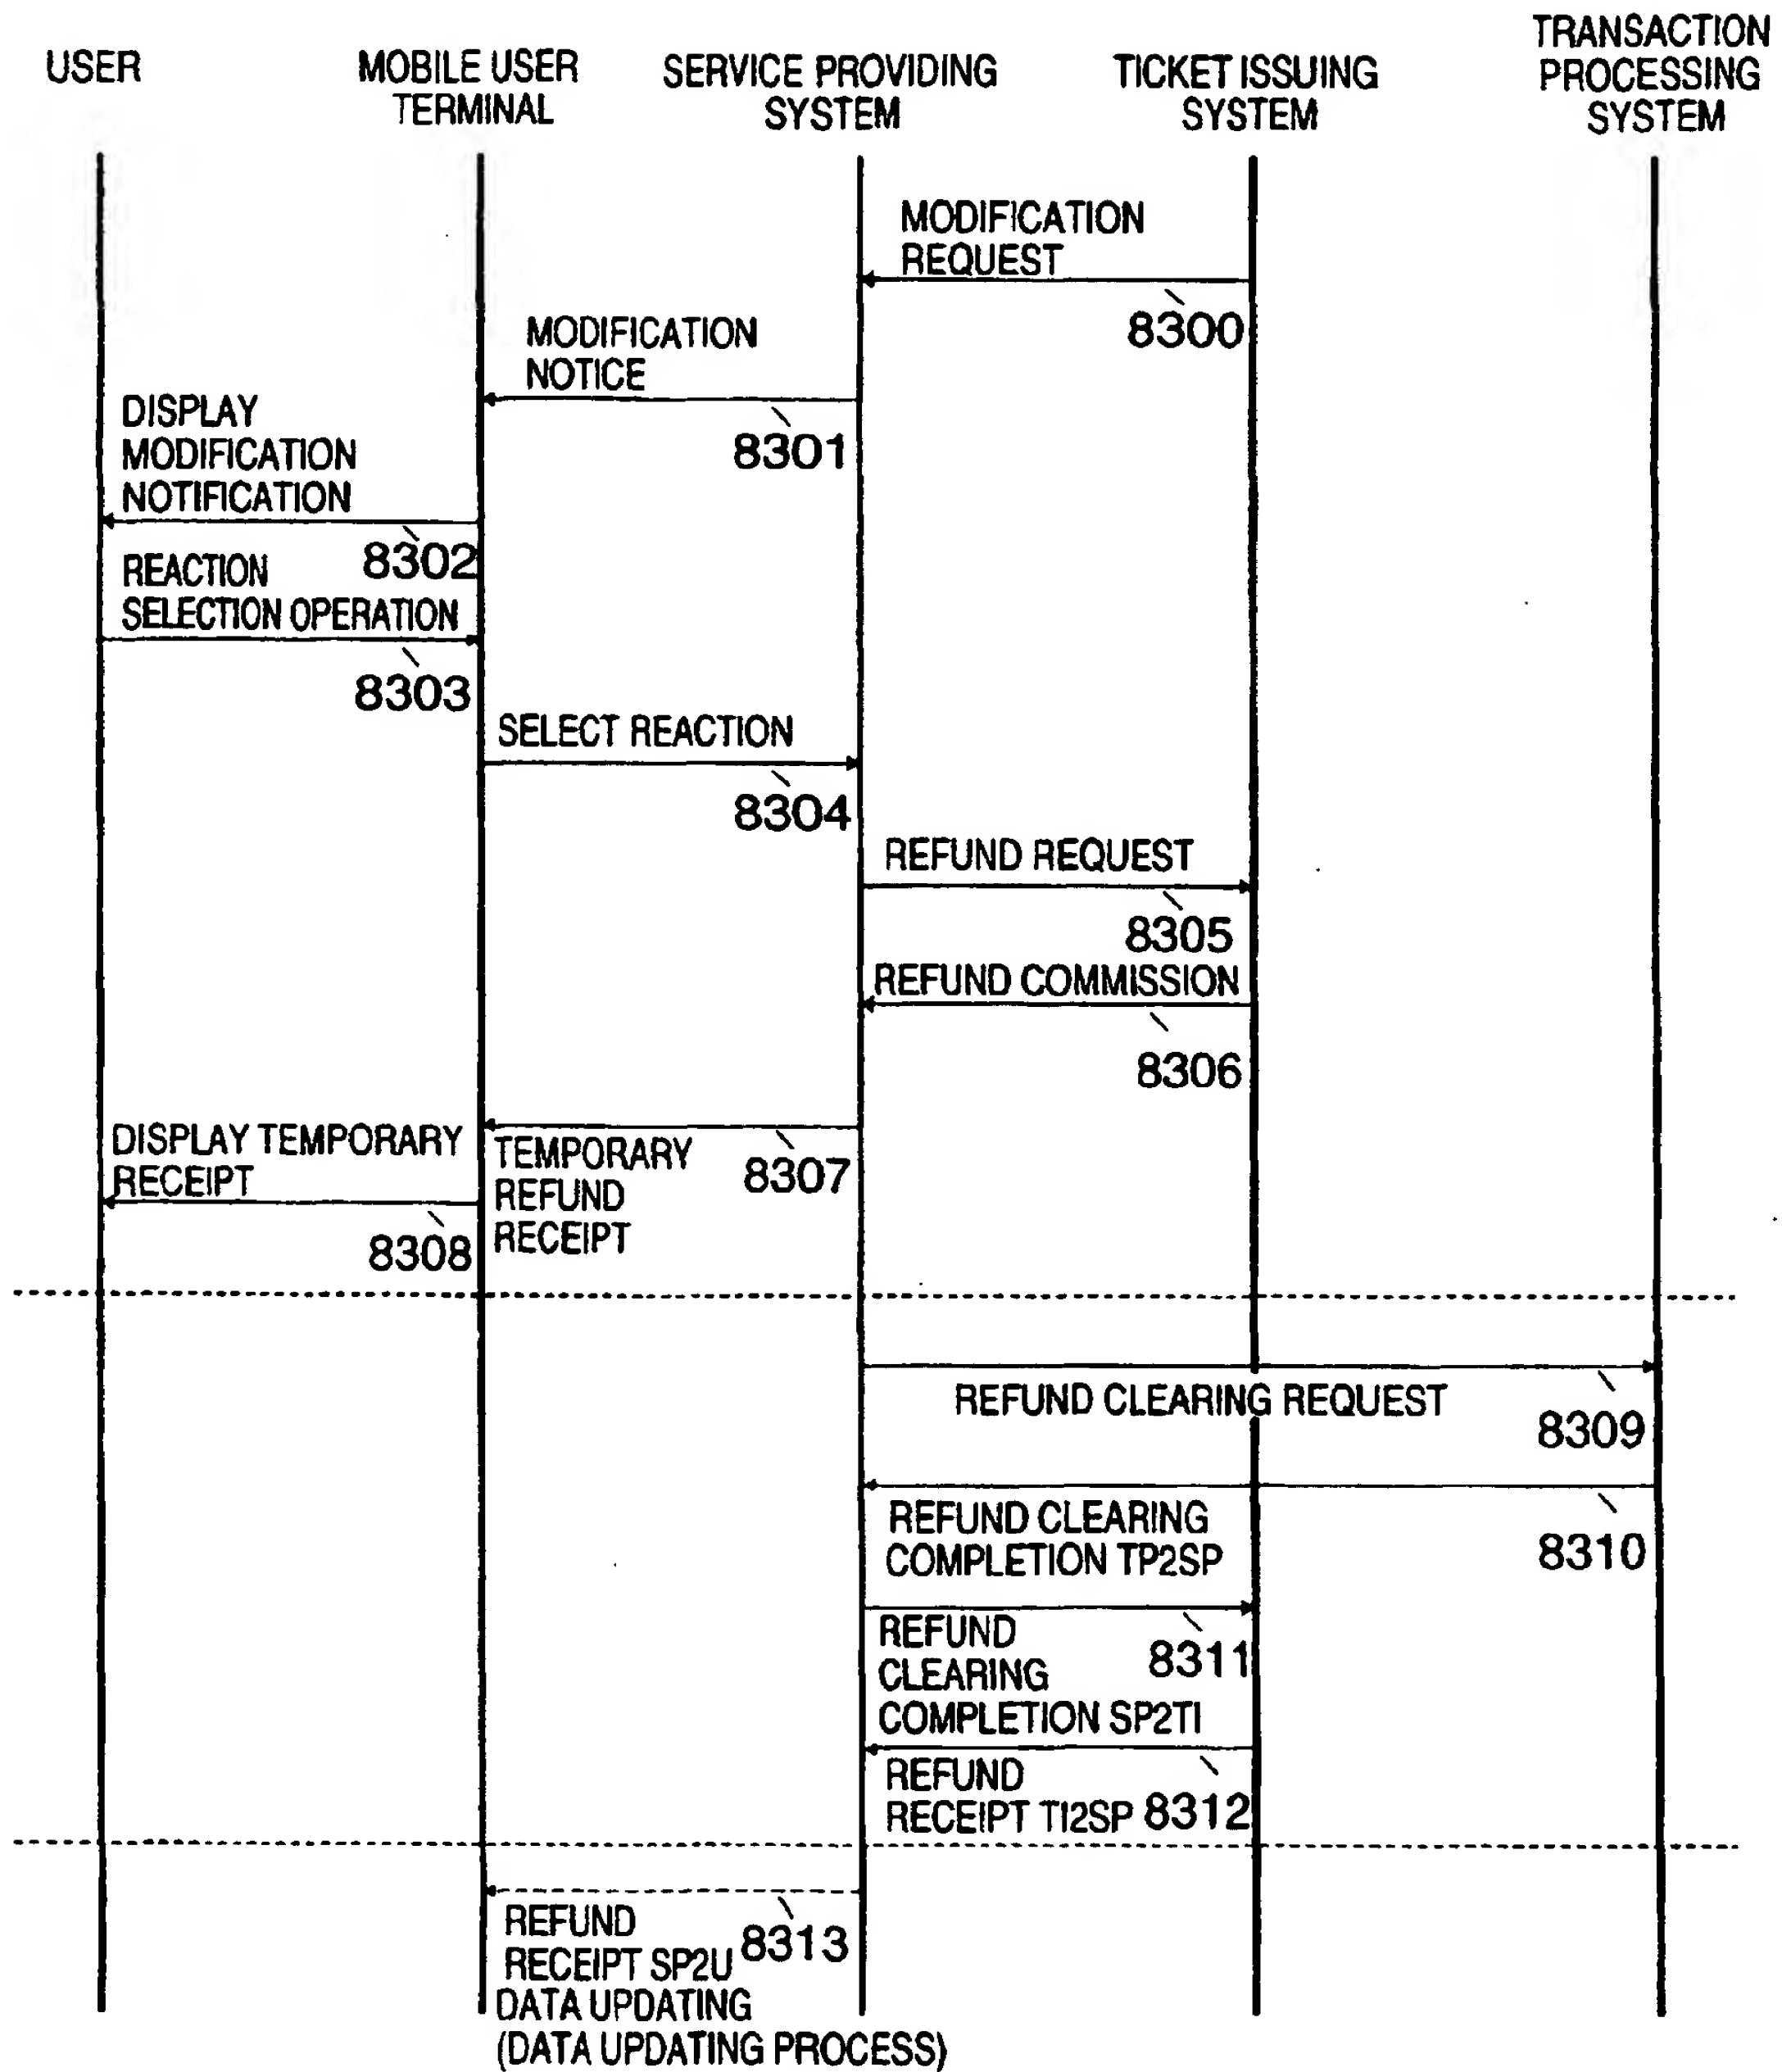 USER
MOBILE USER
TERMINAL
SERVICE PROVIDING
SYSTEM
TICKET ISSUING
SYSTEM
TRANSACTION
PROCESSING
SYSTEM
MODIFICATION
REQUEST
8300
MODIFICATION
NOTICE
8301
DISPLAY
MODIFICATION
NOTIFICATION
8302
REACTION
SELECTION OPERATION
8303
SELECT REACTION
8304
REFUND REQUEST
8305
REFUND COMMISSION
8306
TEMPORARY
REFUND
RECEIPT
8307
DISPLAY TEMPORARY
RECEIPT
8308
REFUND CLEARING REQUEST
8309
REFUND CLEARING
COMPLETION TP2SP
8310
REFUND
CLEARING
COMPLETION SP2TI
8311
REFUND
RECEIPT TI2SP
8312
REFUND
RECEIPT SP2U
8313
DATA UPDATING
(DATA UPDATING PROCESS)